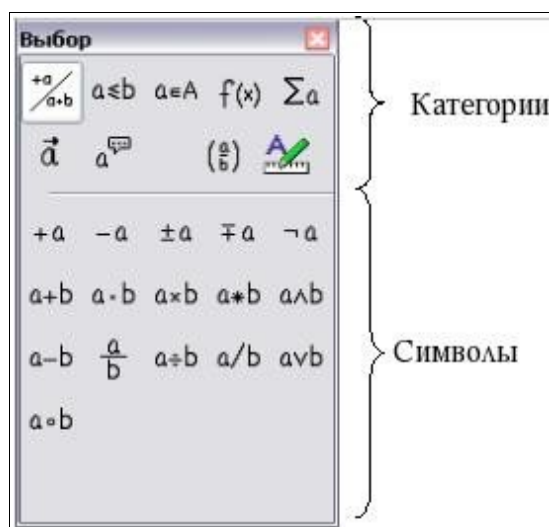 Выбор
+a/a+b a≤b a∈A f(x) Σa
Категории
a⃗ a (a/b)
+a −a ±a ∓a ¬a
a+b a·b a×b a∗b a∧b
a−b a/b a÷b a/b a∨b
Символы
a∘b